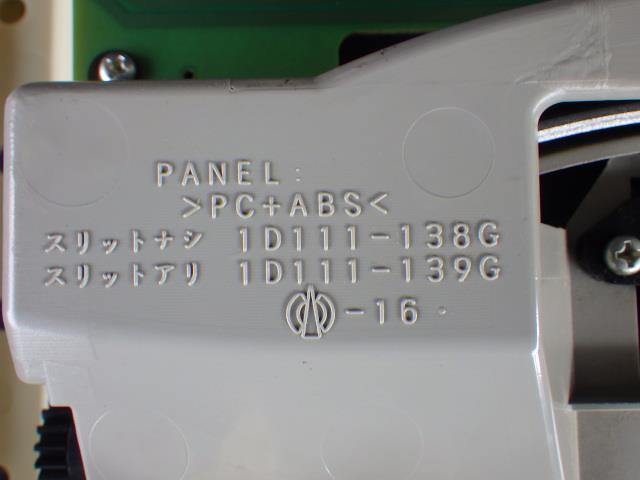 PANEL:
>PC+ABS<
スリットナシ 1D111-138G
スリットアリ 1D111-139G
-16